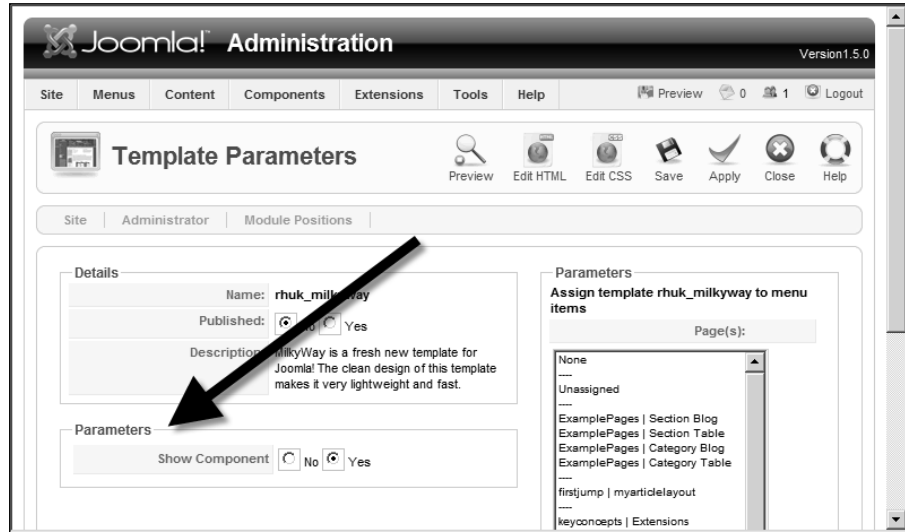 Joomla!™ Administration
Version1.5.0
Site Menus Content Components Extensions Tools Help Preview 0 1 Logout
Template Parameters
Preview Edit HTML Edit CSS Save Apply Close Help
Site Administrator Module Positions
Details
Name: rhuk_milkyway
Published: No Yes
Description: MilkyWay is a fresh new template for
Joomla! The clean design of this template
makes it very lightweight and fast.
Parameters
Show Component No Yes
Parameters
Assign template rhuk_milkyway to menu
items
Page(s):
None
----
Unassigned
----
ExamplePages | Section Blog
ExamplePages | Section Table
ExamplePages | Category Blog
ExamplePages | Category Table
----
firstjump | myarticlelayout
----
keyconcepts | Extensions